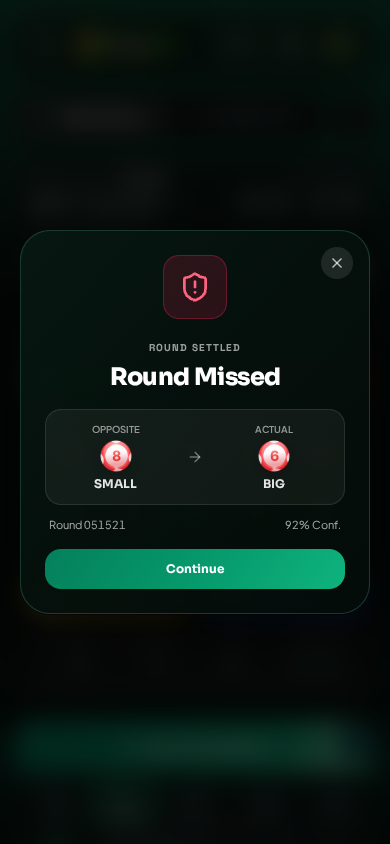 ROUND SETTLED
Round Missed
OPPOSITE
8
SMALL
ACTUAL
6
BIG
Round 051521
92% Conf.
Continue